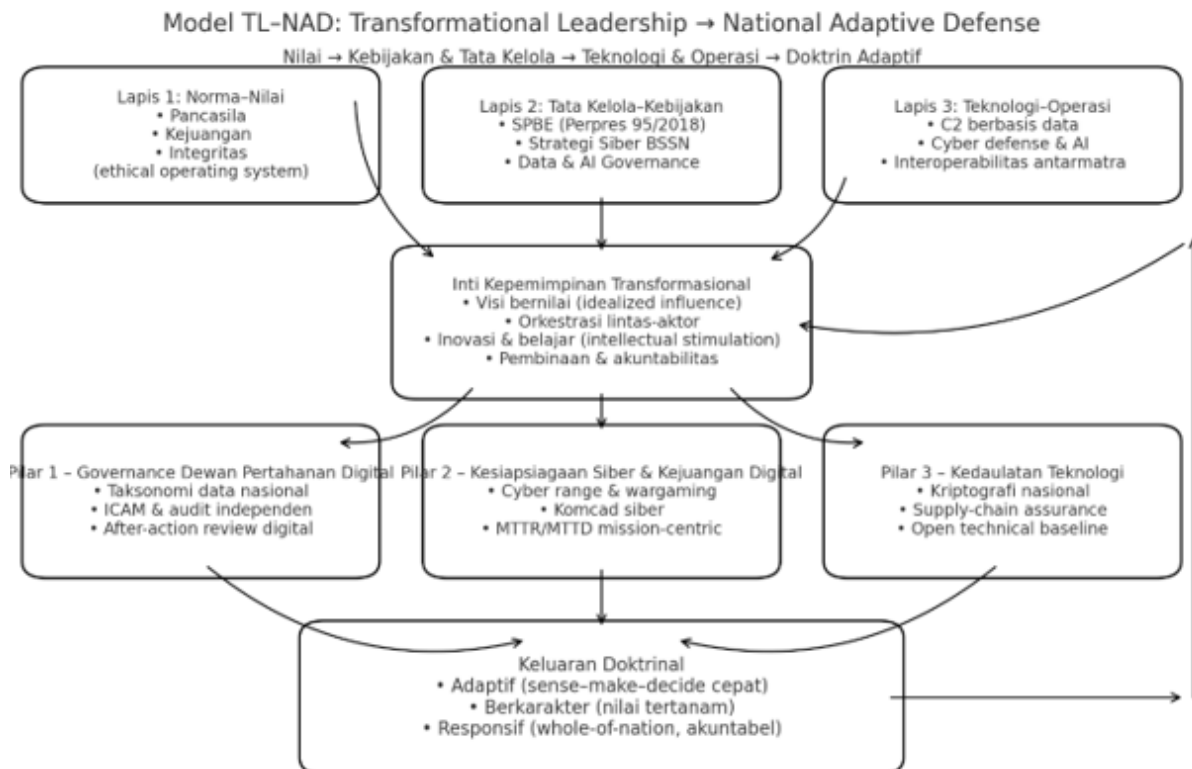 Model TL–NAD: Transformational Leadership → National Adaptive Defense
Nilai → Kebijakan & Tata Kelola → Teknologi & Operasi → Doktrin Adaptif
Lapis 1: Norma–Nilai
• Pancasila
• Kejuangan
• Integritas
(ethical operating system)
Lapis 2: Tata Kelola–Kebijakan
• SPBE (Perpres 95/2018)
• Strategi Siber BSSN
• Data & AI Governance
Lapis 3: Teknologi–Operasi
• C2 berbasis data
• Cyber defense & AI
• Interoperabilitas antarmatra
Inti Kepemimpinan Transformasional
• Visi bernilai (idealized influence)
• Orkestrasi lintas-aktor
• Inovasi & belajar (intellectual stimulation)
• Pembinaan & akuntabilitas
Pilar 1 – Governance Dewan Pertahanan Digital
• Taksonomi data nasional
• ICAM & audit independen
• After-action review digital
Pilar 2 – Kesiapsiagaan Siber & Kejuangan Digital
• Cyber range & wargaming
• Komcad siber
• MTTR/MTTD mission-centric
Pilar 3 – Kedaulatan Teknologi
• Kriptografi nasional
• Supply-chain assurance
• Open technical baseline
Keluaran Doktrinal
• Adaptif (sense–make–decide cepat)
• Berkarakter (nilai tertanam)
• Responsif (whole-of-nation, akuntabel)